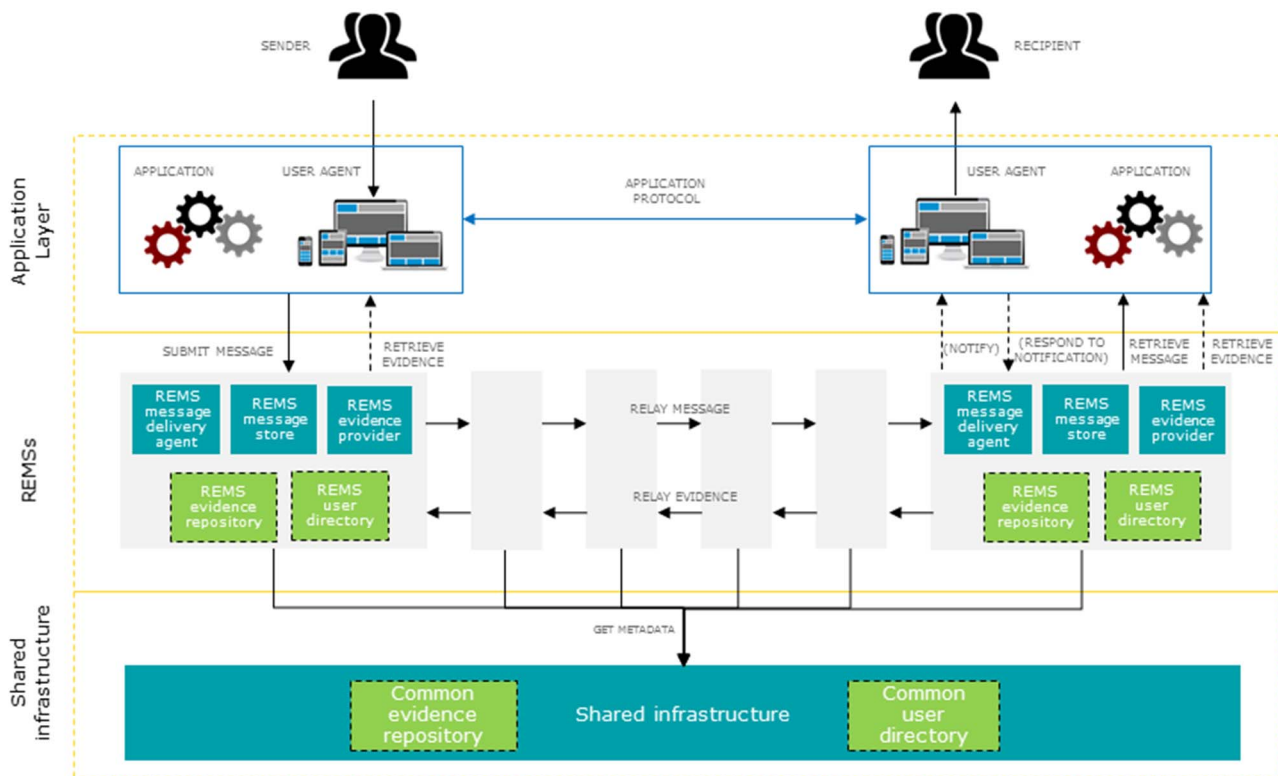 SENDER
RECIPIENT
Application
Layer
APPLICATION
USER AGENT
APPLICATION
PROTOCOL
USER AGENT
APPLICATION
SUBMIT MESSAGE
RETRIEVE
EVIDENCE
(NOTIFY)
(RESPOND TO
NOTIFICATION)
RETRIEVE
MESSAGE
RETRIEVE
EVIDENCE
REMSs
REMS
message
delivery
agent
REMS
message
store
REMS
evidence
provider
RELAY MESSAGE
REMS
message
delivery
agent
REMS
message
store
REMS
evidence
provider
REMS
evidence
repository
REMS
user
directory
RELAY EVIDENCE
REMS
evidence
repository
REMS
user
directory
Shared
infrastructure
GET METADATA
Common
evidence
repository
Shared infrastructure
Common
user
directory